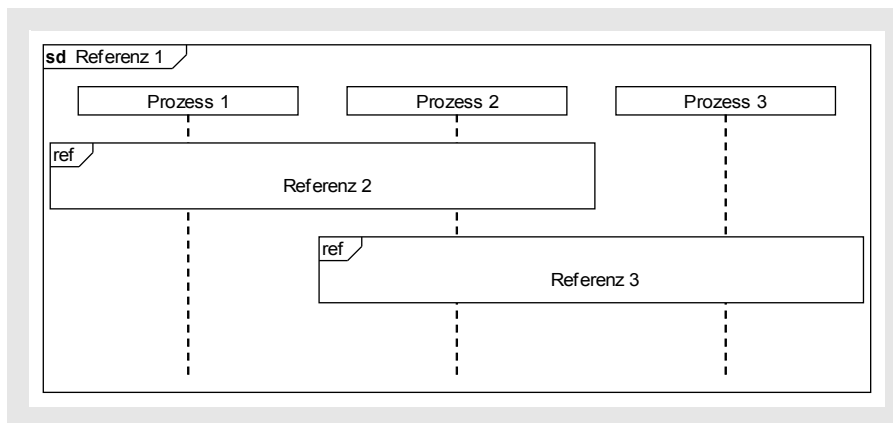 sd Referenz 1
Prozess 1 Prozess 2 Prozess 3
ref
Referenz 2
ref
Referenz 3